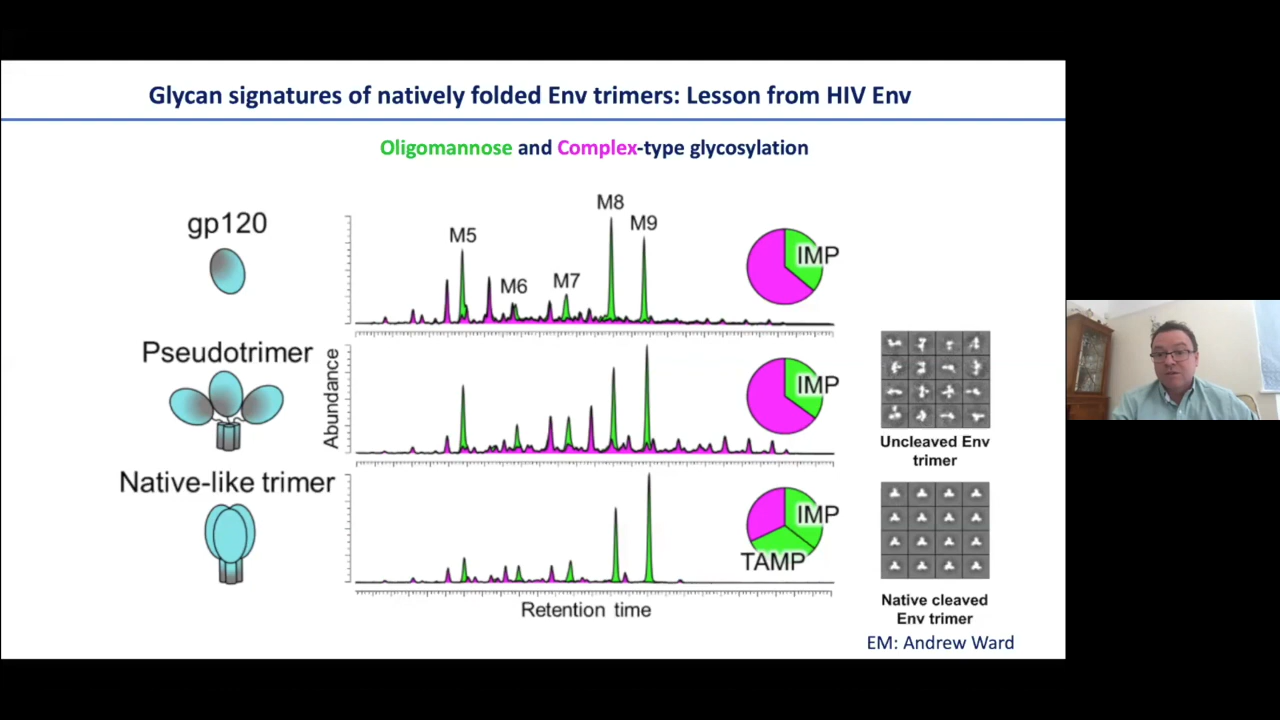 Glycan signatures of natively folded Env trimers: Lesson from HIV Env
Oligomannose and Complex-type glycosylation
gp120
M5
M6
M7
M8
M9
IMP
Pseudotrimer
Abundance
IMP
Uncleaved Env
trimer
Native-like trimer
IMP
TAMP
Retention time
Native cleaved
Env trimer
EM: Andrew Ward